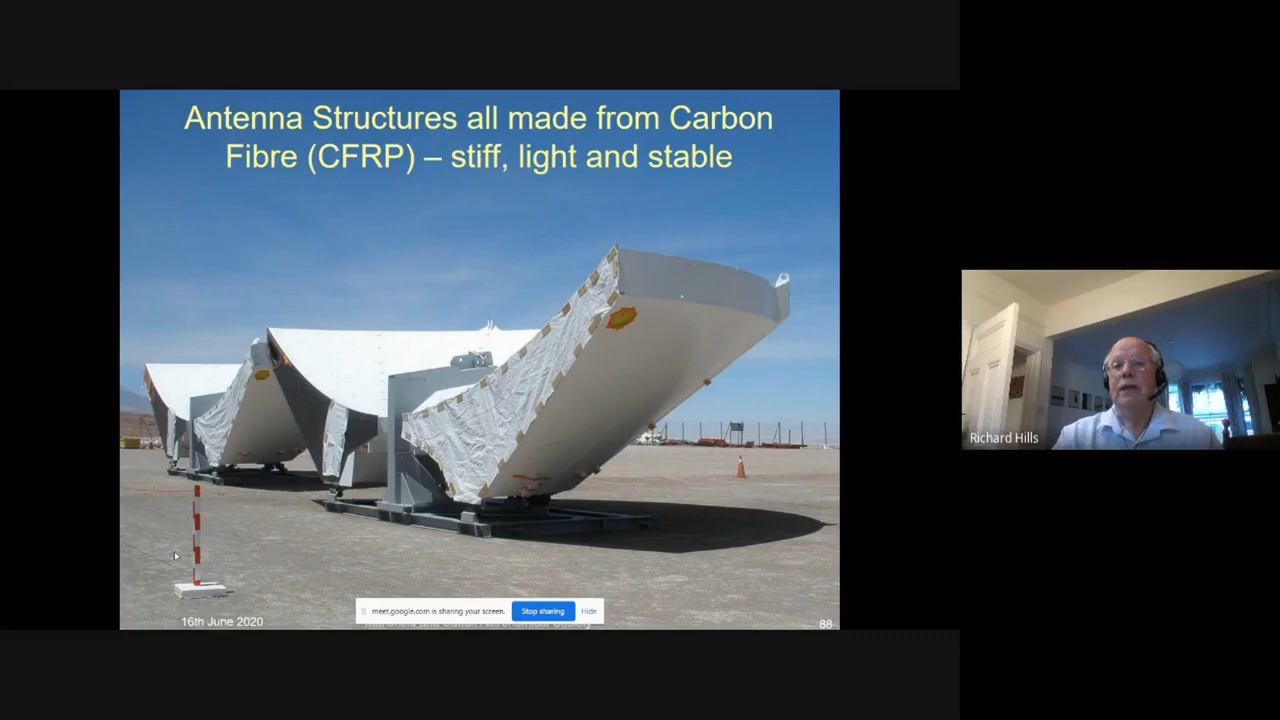 Antenna Structures all made from Carbon
Fibre (CFRP) – stiff, light and stable
Richard Hills
meet.google.com is sharing your screen.
Stop sharing
Hide
16th June 2020
88